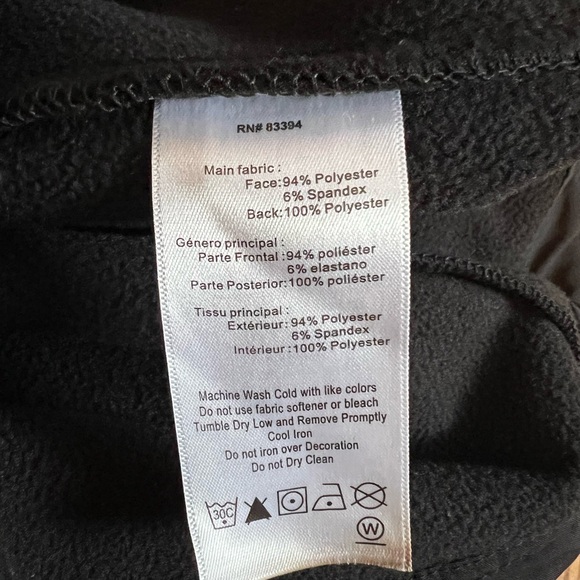 RN# 83394
Main fabric :
Face:94% Polyester
6% Spandex
Back:100% Polyester
Género principal :
Parte Frontal :94% poliéster
6% elastano
Parte Posterior:100% poliéster
Tissu principal :
Extérieur:94% Polyester
6% Spandex
Intérieur:100% Polyester
Machine Wash Cold with like colors
Do not use fabric softener or bleach
Tumble Dry Low and Remove Promptly
Cool Iron
Do not iron over Decoration
Do not Dry Clean
30C
W